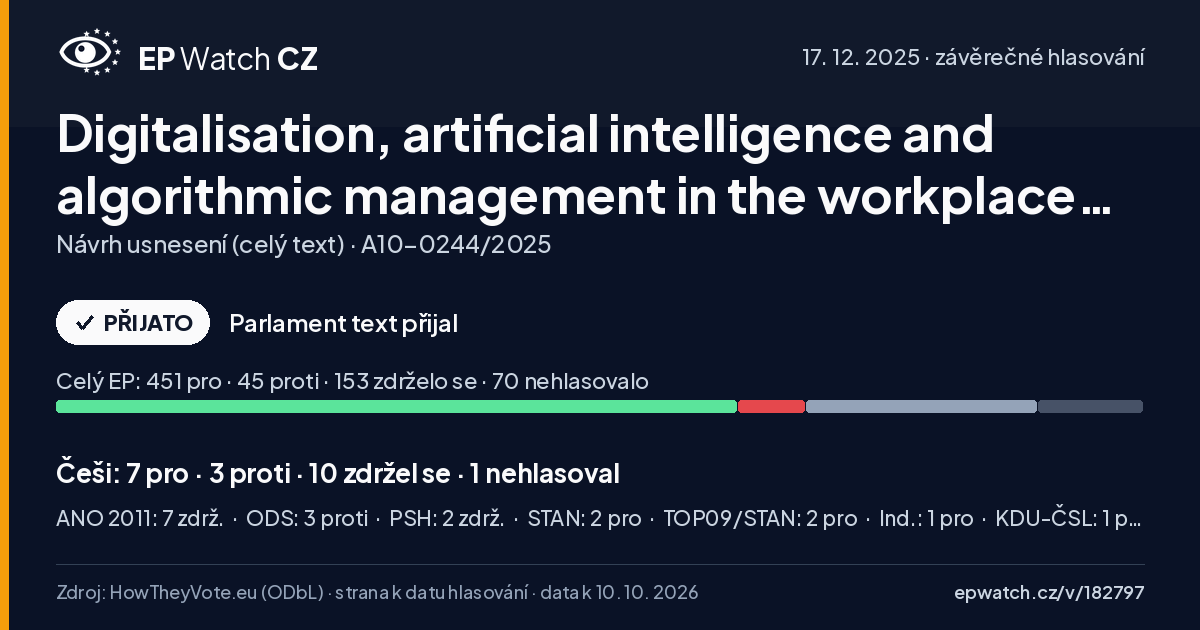 EP Watch CZ
17. 12. 2025 · závěrečné hlasování
Digitalisation, artificial intelligence and
algorithmic management in the workplace…
Návrh usnesení (celý text) · A10-0244/2025
✓ PŘIJATO Parlament text přijal
Celý EP: 451 pro · 45 proti · 153 zdrželo se · 70 nehlasovalo
Češi: 7 pro · 3 proti · 10 zdržel se · 1 nehlasoval
ANO 2011: 7 zdrž. · ODS: 3 proti · PSH: 2 zdrž. · STAN: 2 pro · TOP09/STAN: 2 pro · Ind.: 1 pro · KDU-ČSL: 1 p…
Zdroj: HowTheyVote.eu (ODbL) · strana k datu hlasování · data k 10. 10. 2026
epwatch.cz/v/182797